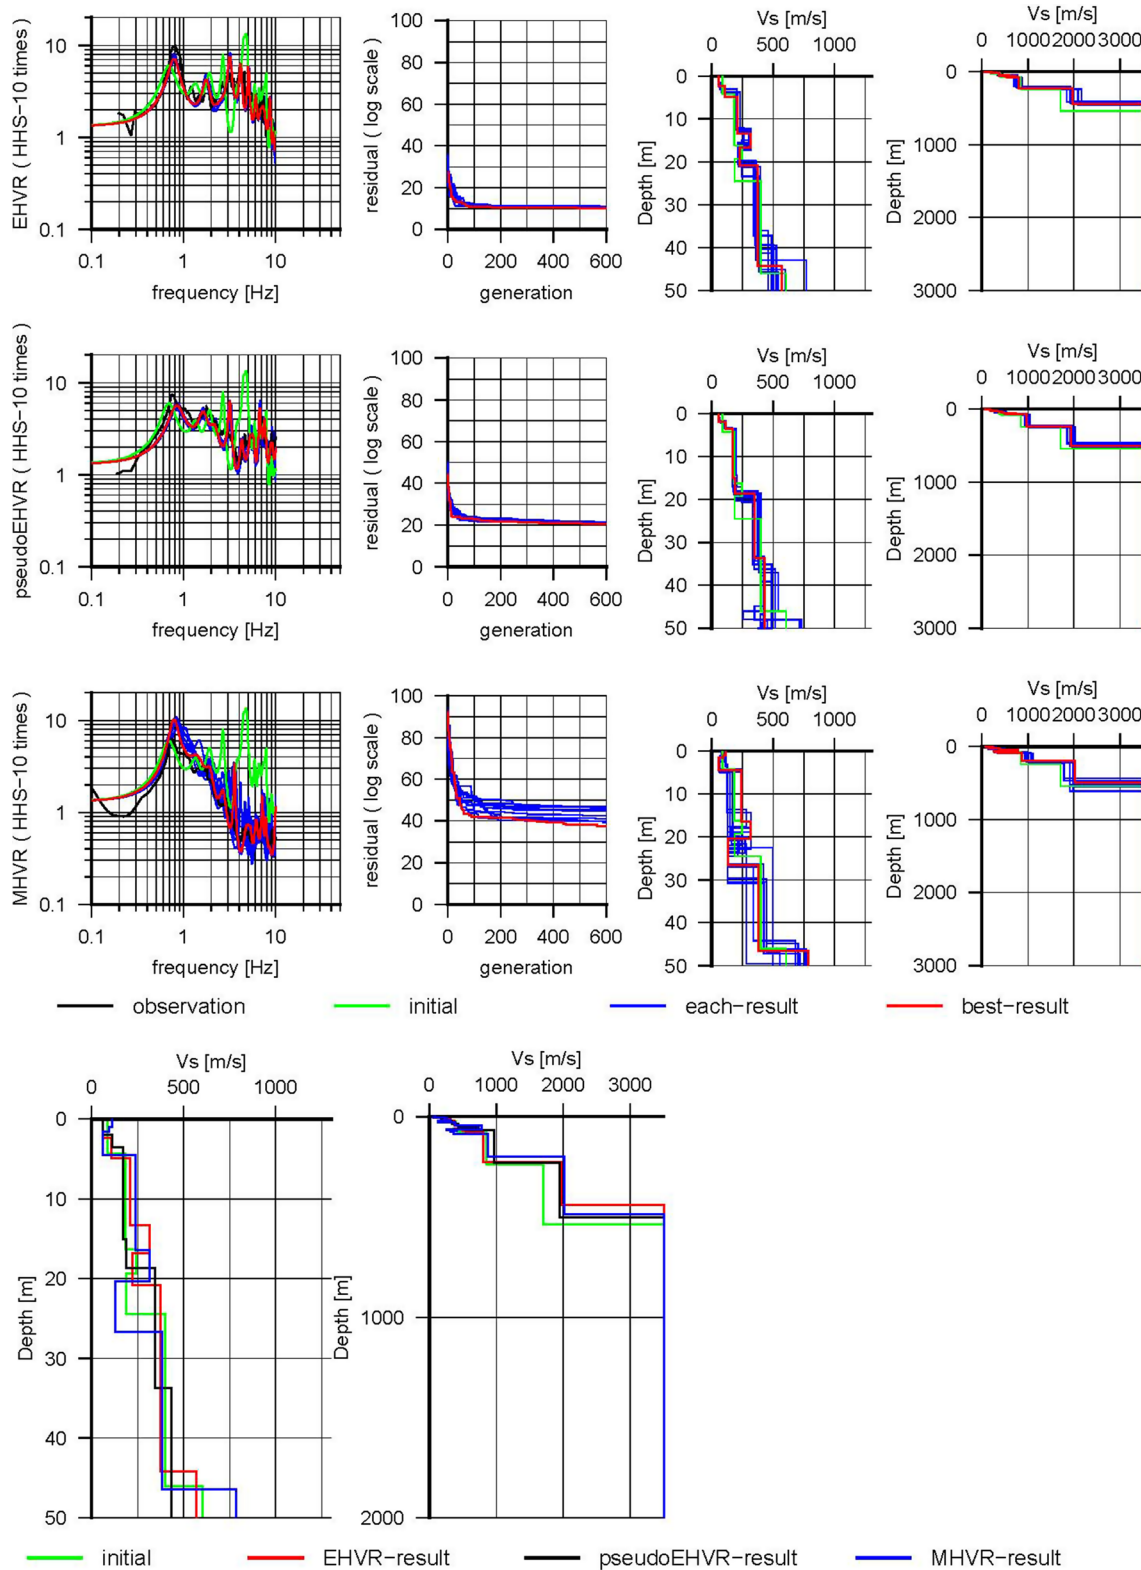 Vs [m/s]
Vs [m/s]
0 500 1000
0 1000 2000 3000
EHVR ( HHS-10 times )
10
1
0.1
0.1 1 10
frequency [Hz]
residual ( log scale )
100
80
60
40
20
0
0 200 400 600
generation
Depth [m]
0
10
20
30
40
50
Depth [m]
0
1000
2000
3000
Vs [m/s]
Vs [m/s]
0 500 1000
0 1000 2000 3000
pseudoEHVR ( HHS-10 times )
10
1
0.1
0.1 1 10
frequency [Hz]
residual ( log scale )
100
80
60
40
20
0
0 200 400 600
generation
Depth [m]
0
10
20
30
40
50
Depth [m]
0
1000
2000
3000
Vs [m/s]
Vs [m/s]
0 500 1000
0 1000 2000 3000
MHVR ( HHS-10 times )
10
1
0.1
0.1 1 10
frequency [Hz]
residual ( log scale )
100
80
60
40
20
0
0 200 400 600
generation
Depth [m]
0
10
20
30
40
50
Depth [m]
0
1000
2000
3000
observation initial each-result best-result
Vs [m/s]
0 500 1000
Depth [m]
0
10
20
30
40
50
Vs [m/s]
0 1000 2000 3000
Depth [m]
0
1000
2000
initial EHVR-result pseudoEHVR-result MHVR-result